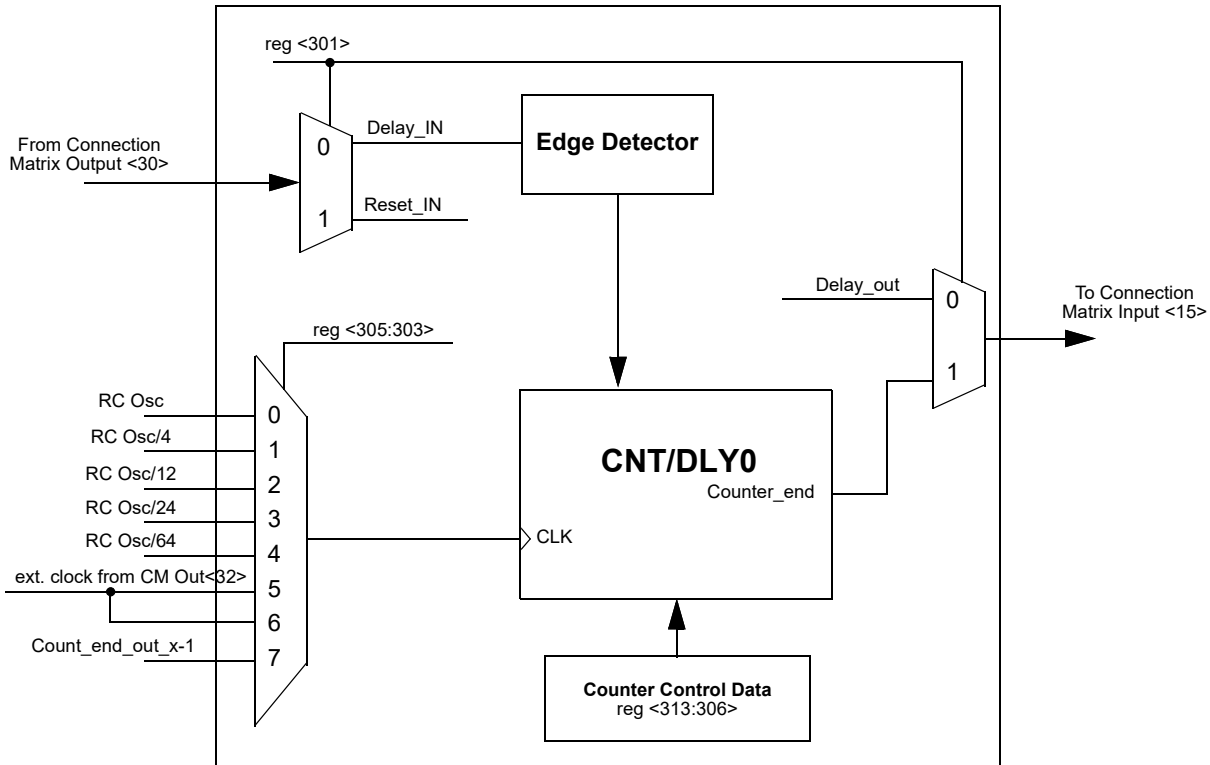 reg <301>
From Connection
Matrix Output <30>
0
1
Delay_IN
Reset_IN
Edge Detector
Delay_out
0
1
To Connection
Matrix Input <15>
reg <305:303>
RC Osc
0
RC Osc/4
1
RC Osc/12
2
RC Osc/24
3
RC Osc/64
4
ext. clock from CM Out<32>
5
6
Count_end_out_x-1
7
CNT/DLY0
Counter_end
CLK
Counter Control Data
reg <313:306>